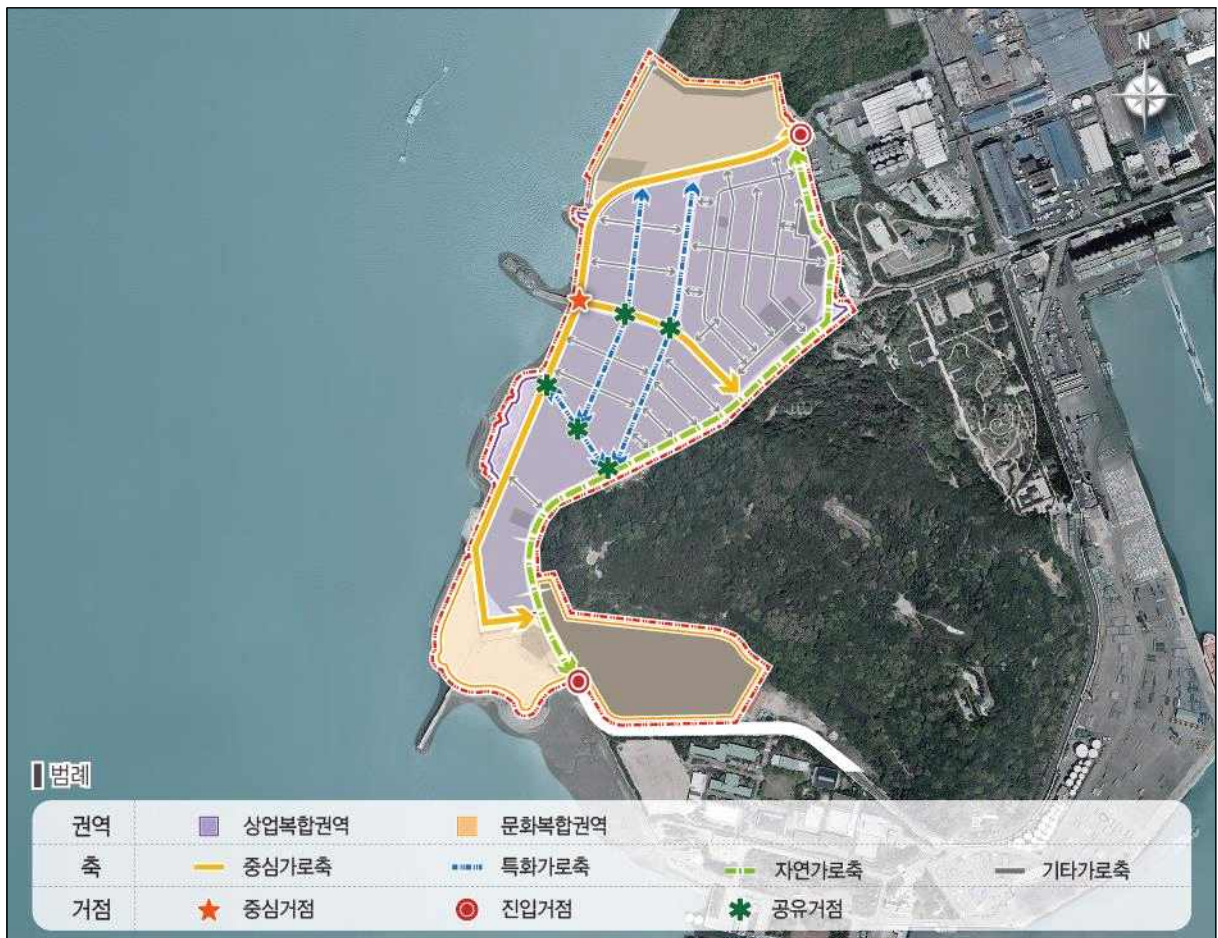 N
범례
권역 상업복합권역 문화복합권역
축 중심가로축 특화가로축 자연가로축 기타가로축
거점 중심거점 진입거점 공유거점